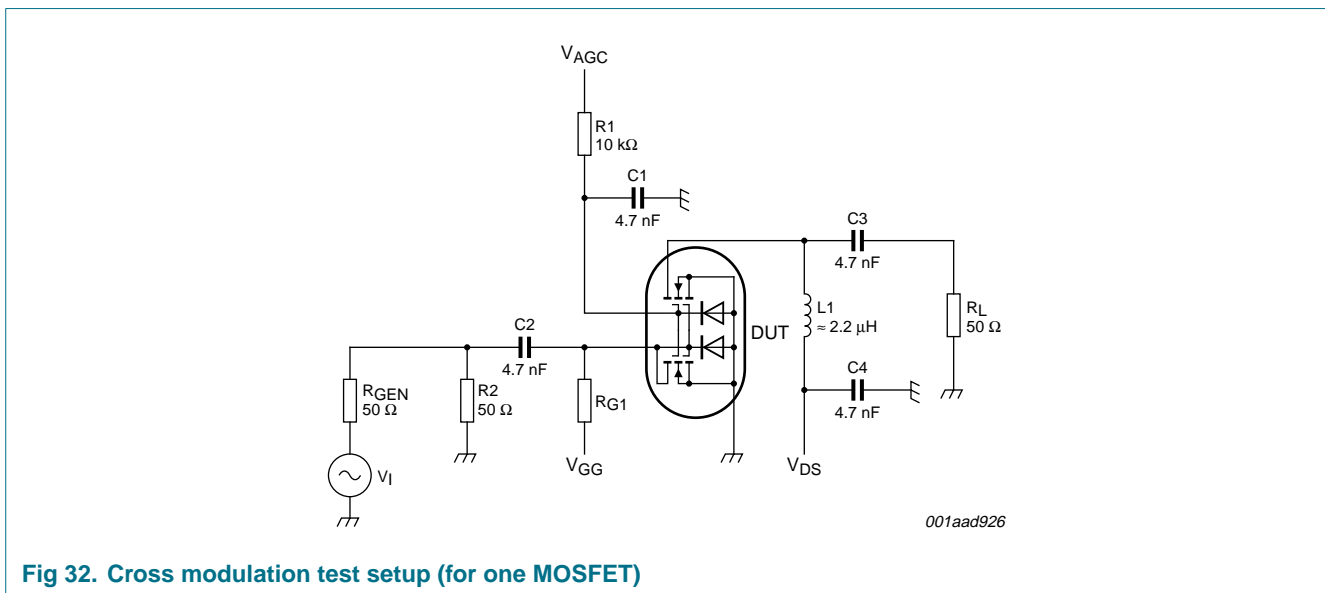 VAGC
R1
10 kΩ
C1
4.7 nF
C3
4.7 nF
L1
≈ 2.2 μH
RL
50 Ω
DUT
C2
4.7 nF
C4
4.7 nF
RGEN
50 Ω
R2
50 Ω
RG1
VI
VGG
VDS
001aad926
Fig 32. Cross modulation test setup (for one MOSFET)